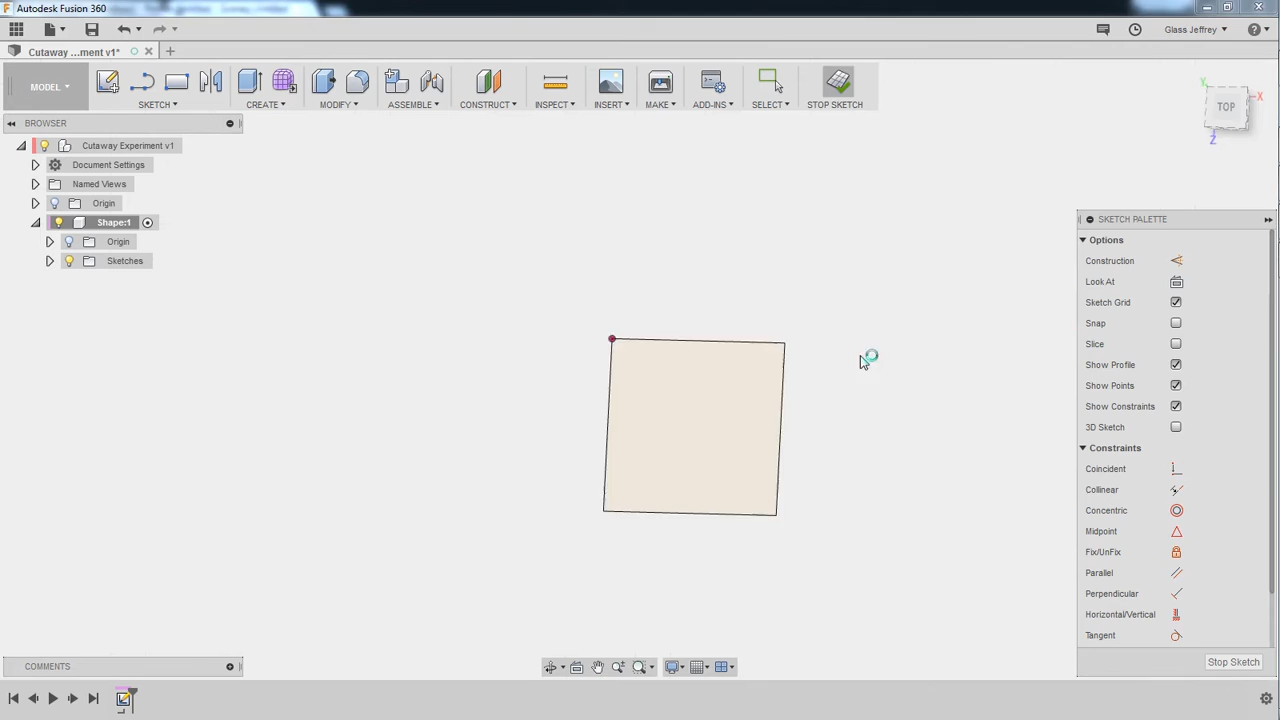 Autodesk Fusion 360
Glass Jeffrey
Cutaway ...ment v1*
MODEL
SKETCH
CREATE
MODIFY
ASSEMBLE
CONSTRUCT
INSPECT
INSERT
MAKE
ADD-INS
SELECT
STOP SKETCH
TOP
Y
X
Z
BROWSER
Cutaway Experiment v1
Document Settings
Named Views
Origin
Shape:1
Origin
Sketches
SKETCH PALETTE
Options
Construction
Look At
Sketch Grid
Snap
Slice
Show Profile
Show Points
Show Constraints
3D Sketch
Constraints
Coincident
Collinear
Concentric
Midpoint
Fix/UnFix
Parallel
Perpendicular
Horizontal/Vertical
Tangent
Stop Sketch
COMMENTS